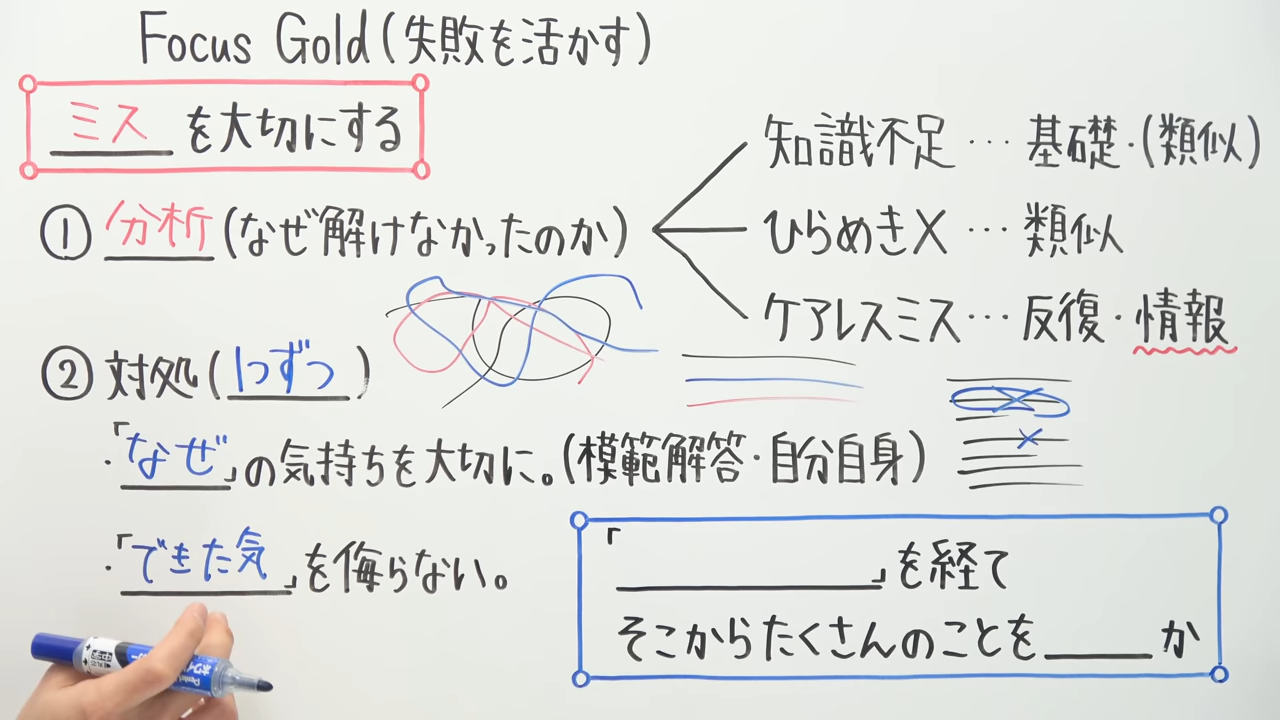 Focus Gold(失敗を活かす)
ミスを大切にする
①分析(なぜ解けなかったのか)
知識不足…基礎・(類似)
ひらめき✕…類似
ケアレスミス…反復・情報
②対処(1つずつ)
・「なぜ」の気持ちを大切に。(模範解答・自分自身)
・「できた気」を侮らない。
「＿＿＿＿＿＿」を経て
そこからたくさんのことを＿＿＿か
Pentel